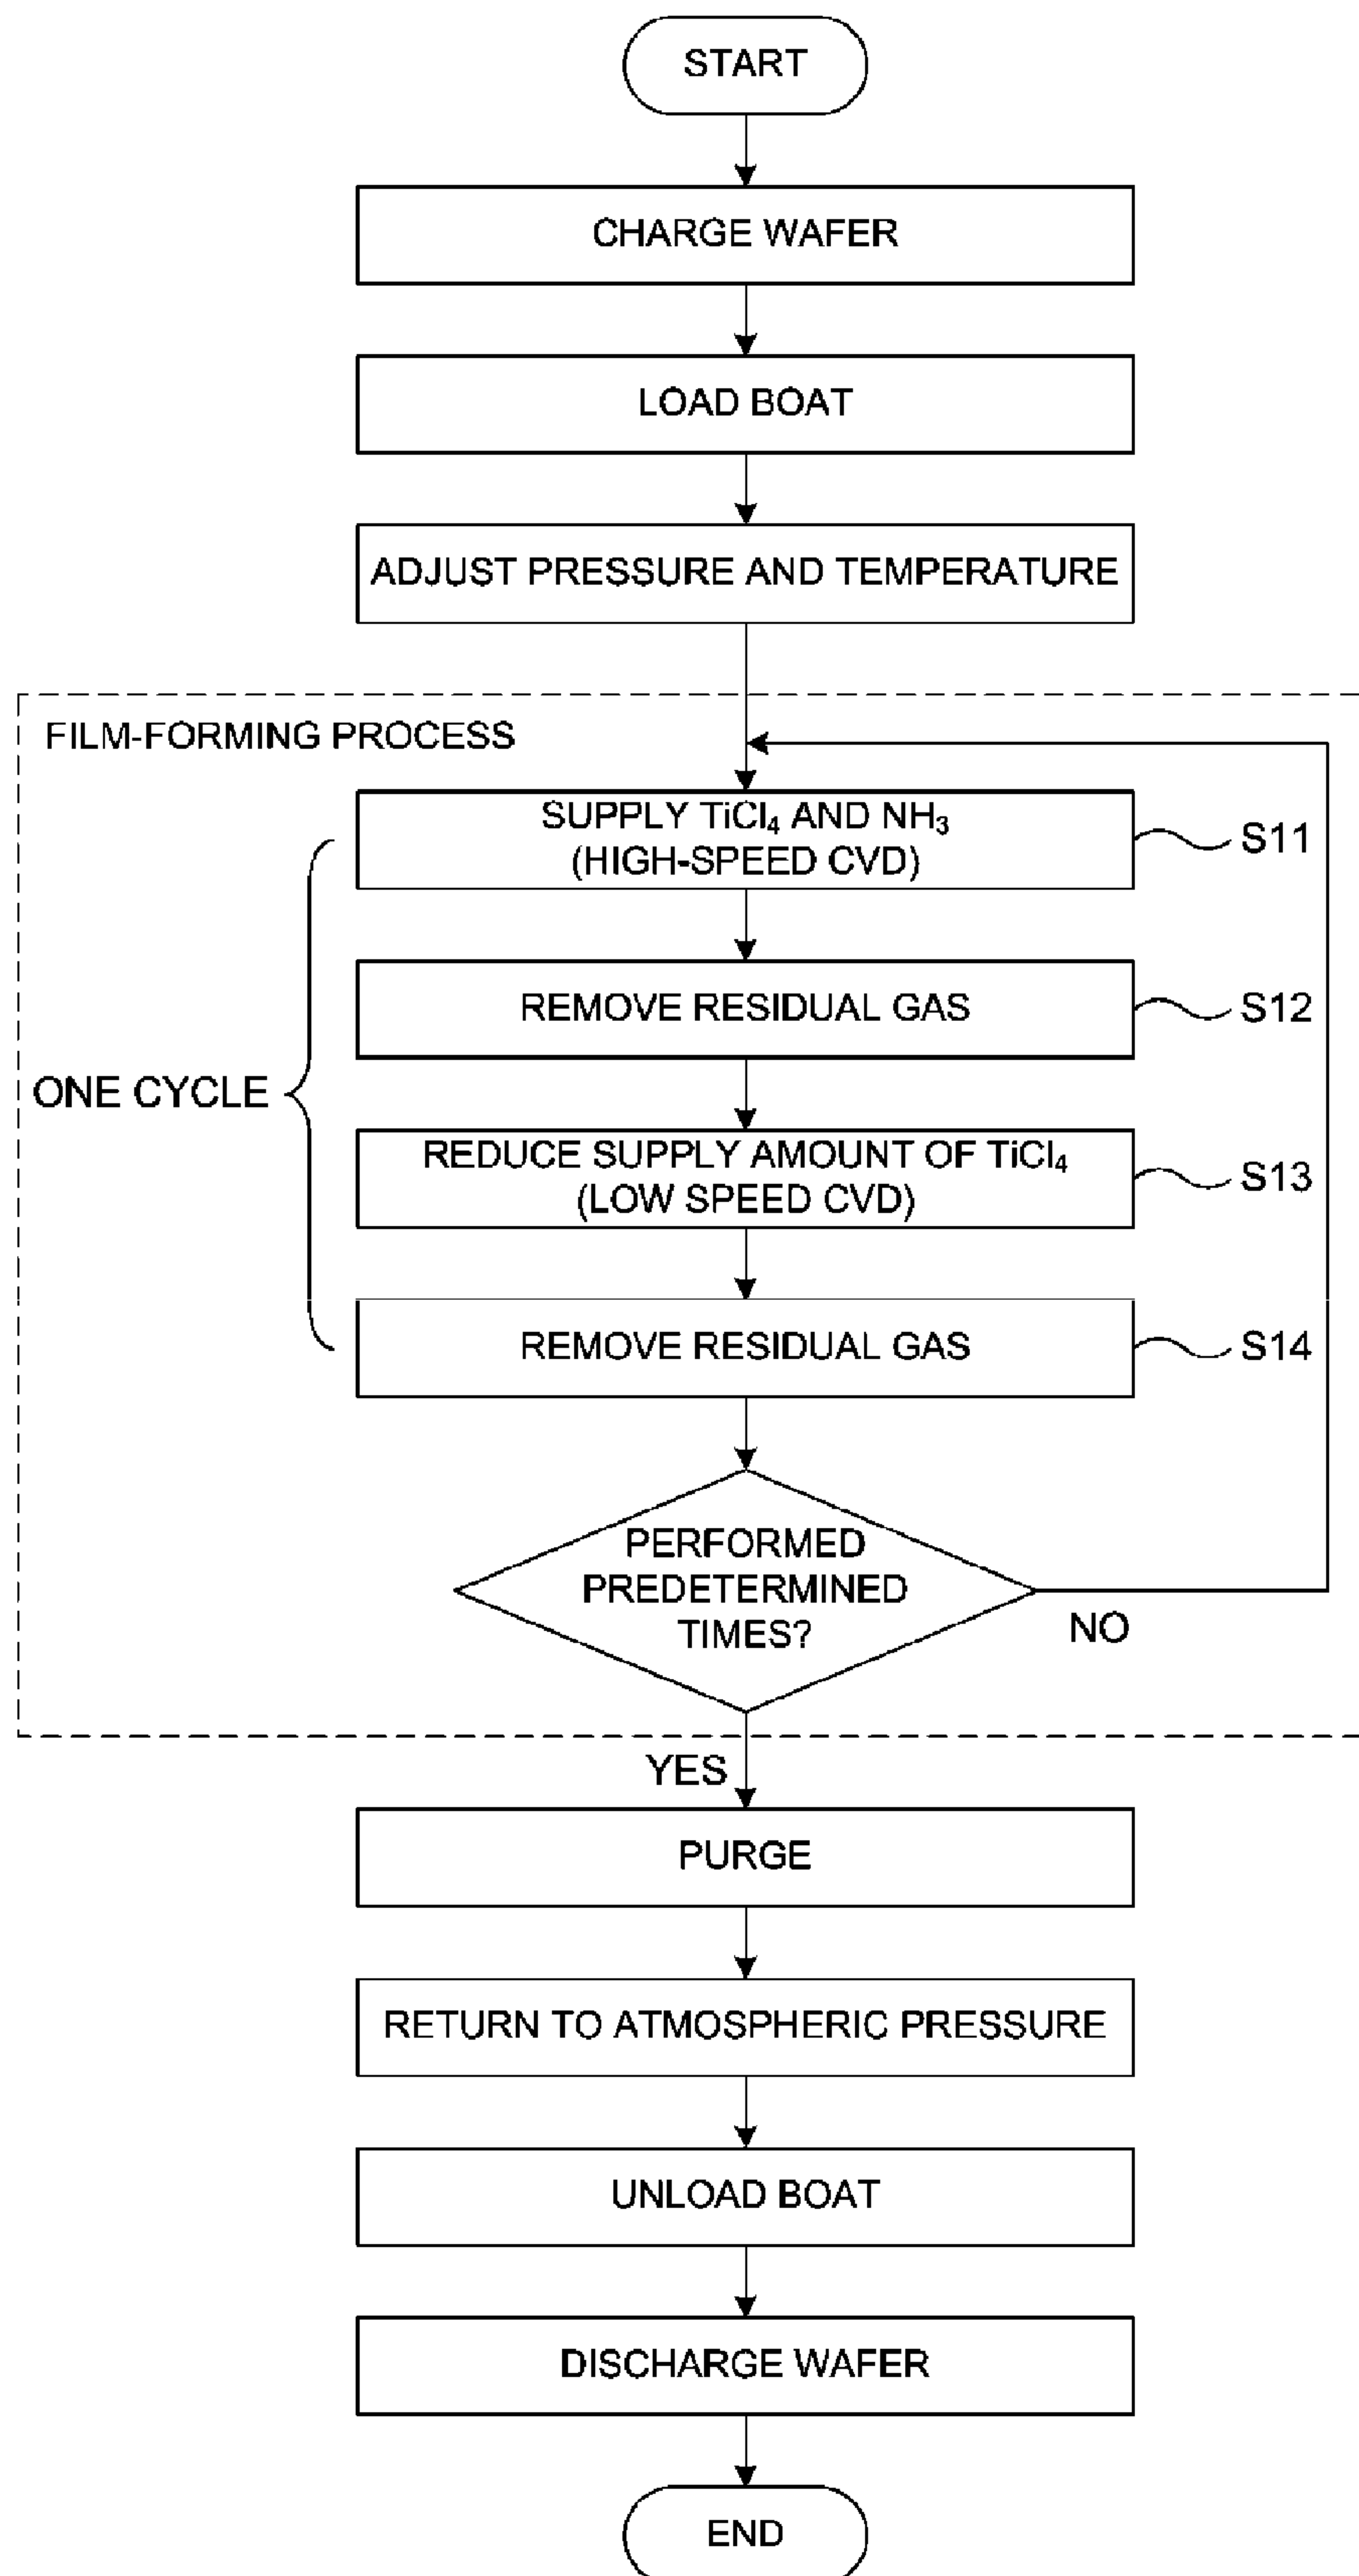 START
CHARGE WAFER
LOAD BOAT
ADJUST PRESSURE AND TEMPERATURE
FILM-FORMING PROCESS
SUPPLY TiCl₄ AND NH₃
(HIGH-SPEED CVD)
S11
REMOVE RESIDUAL GAS
S12
ONE CYCLE
REDUCE SUPPLY AMOUNT OF TiCl₄
(LOW SPEED CVD)
S13
REMOVE RESIDUAL GAS
S14
PERFORMED
PREDETERMINED
TIMES?
NO
YES
PURGE
RETURN TO ATMOSPHERIC PRESSURE
UNLOAD BOAT
DISCHARGE WAFER
END